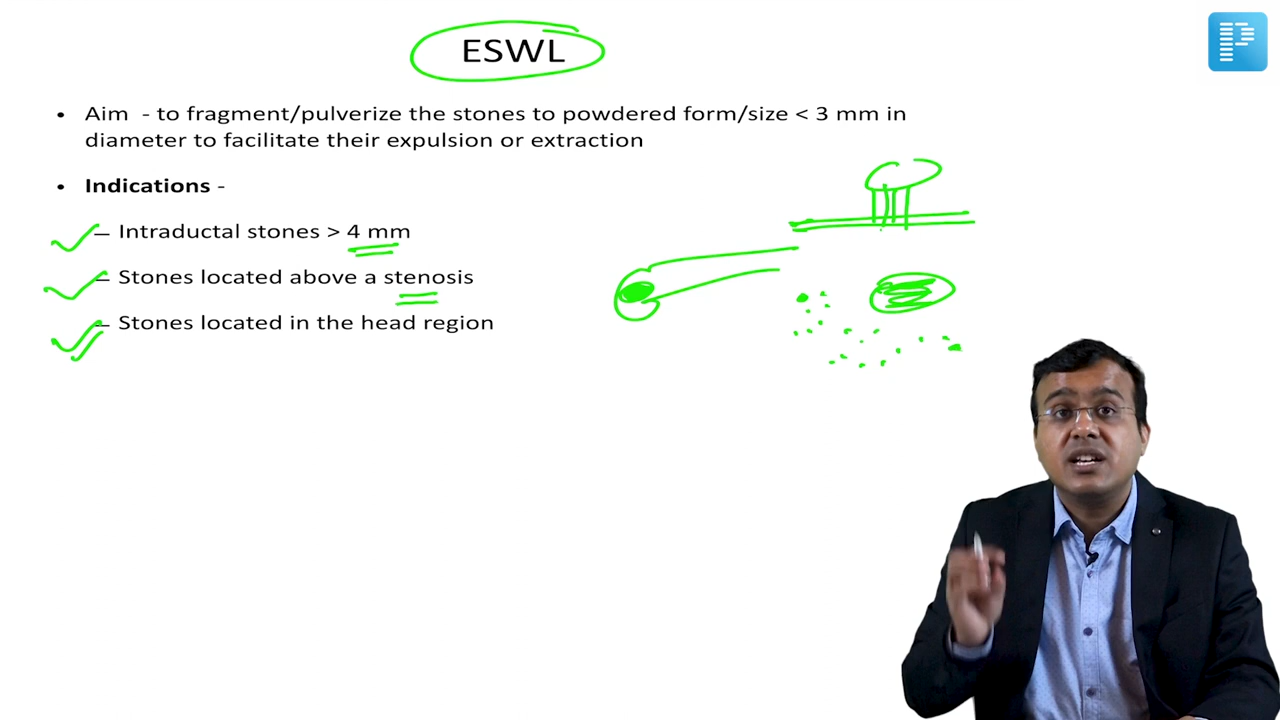 ESWL
• Aim - to fragment/pulverize the stones to powdered form/size < 3 mm in
diameter to facilitate their expulsion or extraction
• Indications -
– Intraductal stones > 4 mm
– Stones located above a stenosis
– Stones located in the head region